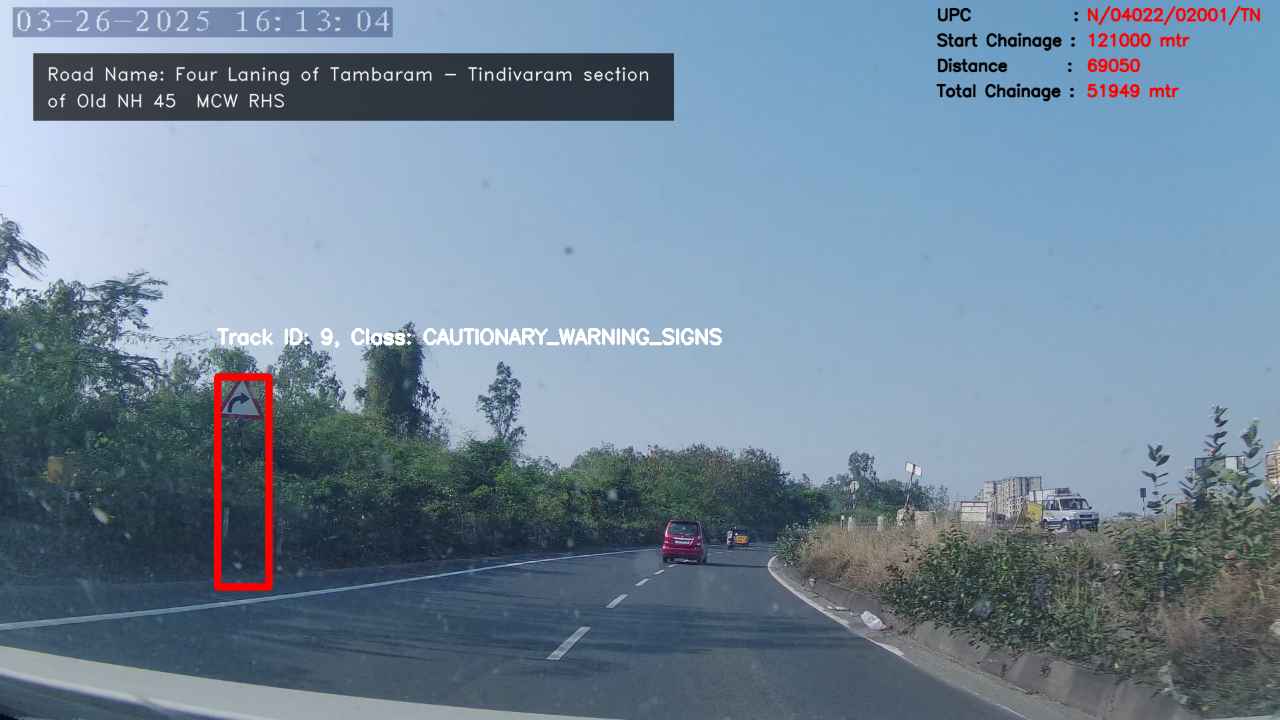 03-26-2025 16:13:04
Road Name: Four Laning of Tambaram - Tindivaram section
of Old NH 45 MCW RHS
UPC : N/04022/02001/TN
Start Chainage : 121000 mtr
Distance : 69050
Total Chainage : 51949 mtr
Track ID: 9, Class: CAUTIONARY_WARNING_SIGNS